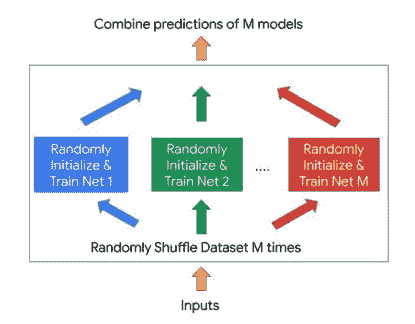 Combine predictions of M models
Randomly
Initialize &
Train Net 1
Randomly
Initialize &
Train Net 2
....
Randomly
Initialize &
Train Net M
Randomly Shuffle Dataset M times
Inputs